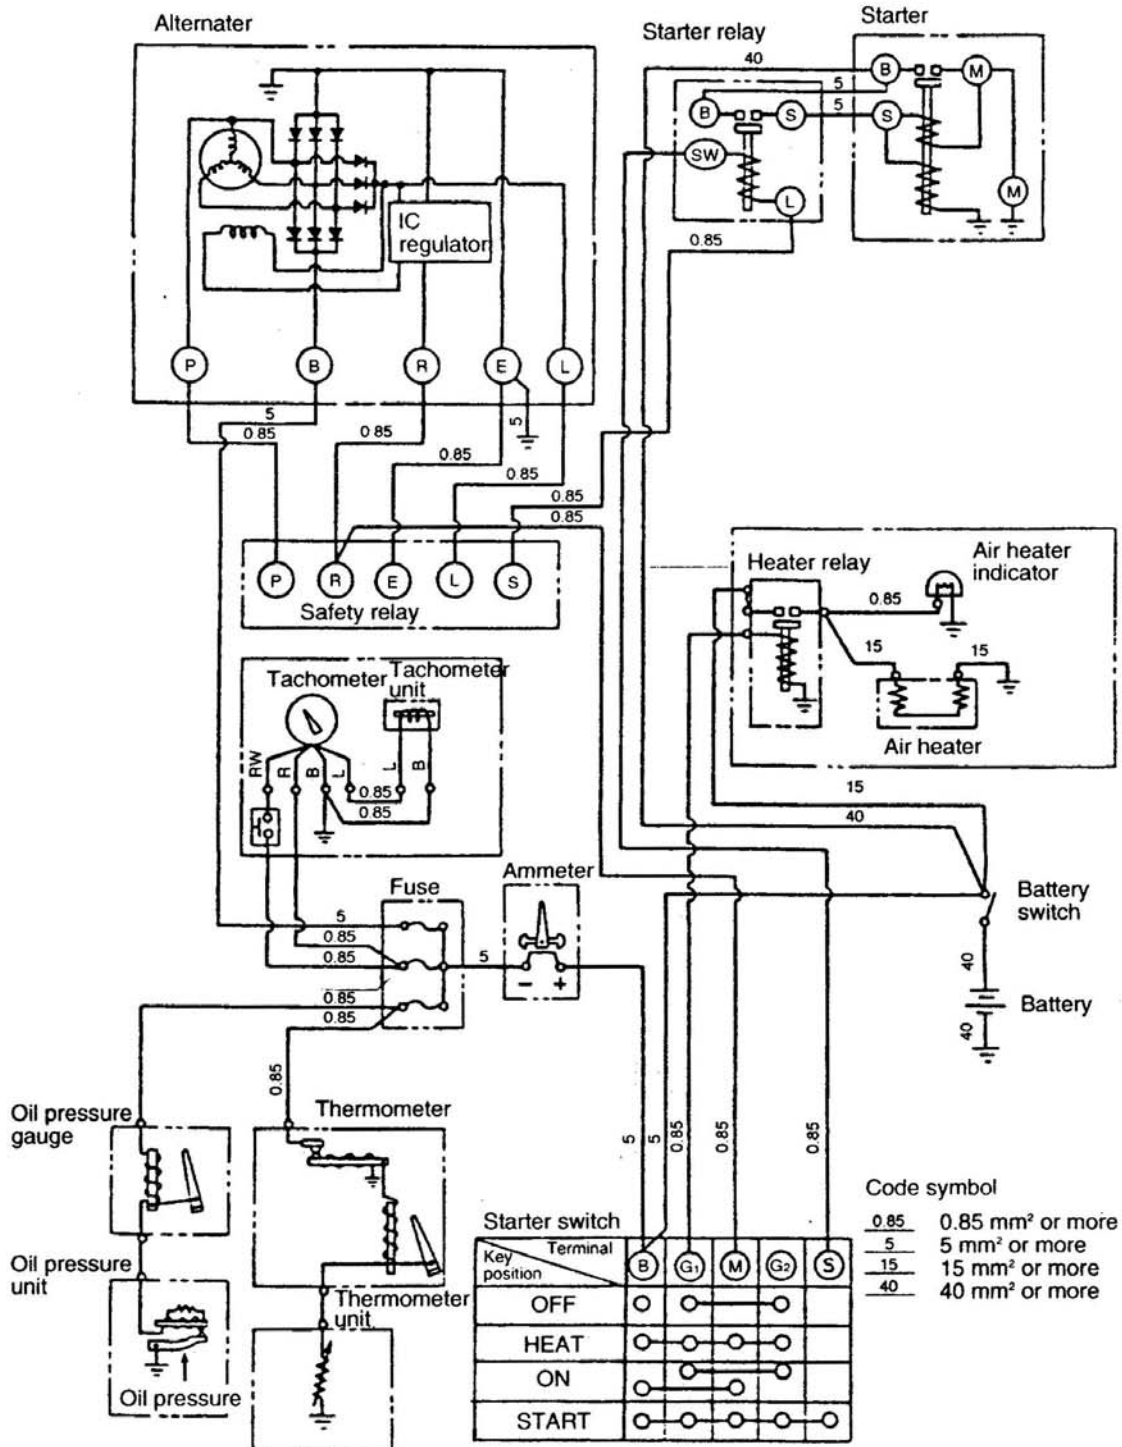 Alternater
Starter relay
Starter
40
5
5
B
M
B
S
S
SW
L
M
0.85
IC
regulator
P
B
R
E
L
5
0.85
0.85
5
0.85
0.85
0.85
0.85
P
R
E
L
S
Safety relay
Heater relay
Air heater
indicator
0.85
15
15
Air heater
Tachometer
Tachometer
unit
RW
R
B
L
L
B
0.85
0.85
15
40
Fuse
Ammeter
Battery
switch
5
0.85
0.85
5
- +
0.85
0.85
40
Battery
40
0.85
Oil pressure
gauge
Thermometer
5
5
0.85
0.85
0.85
Oil pressure
unit
Thermometer
unit
Oil pressure
Starter switch
Terminal
Key
position
B
G1
M
G2
S
OFF
HEAT
ON
START
Code symbol
0.85 0.85 mm² or more
5 5 mm² or more
15 15 mm² or more
40 40 mm² or more